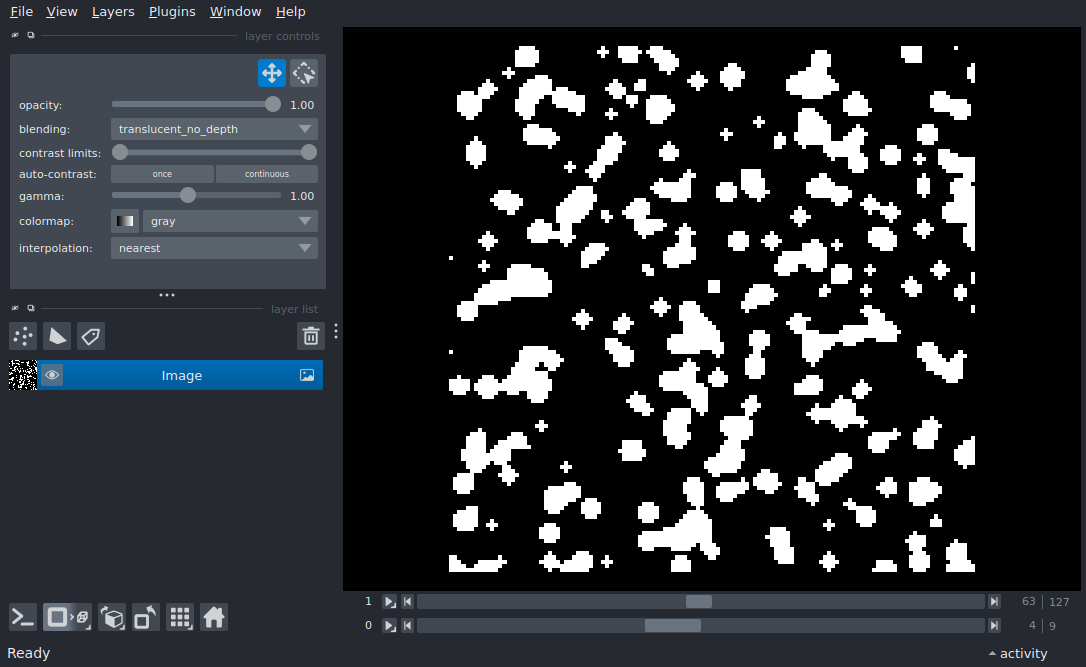 File View Layers Plugins Window Help
layer controls
opacity: 1.00
blending: translucent_no_depth
contrast limits:
auto-contrast: once continuous
gamma: 1.00
colormap: gray
interpolation: nearest
layer list
Image
1 63 | 127
0 4 | 9
Ready activity